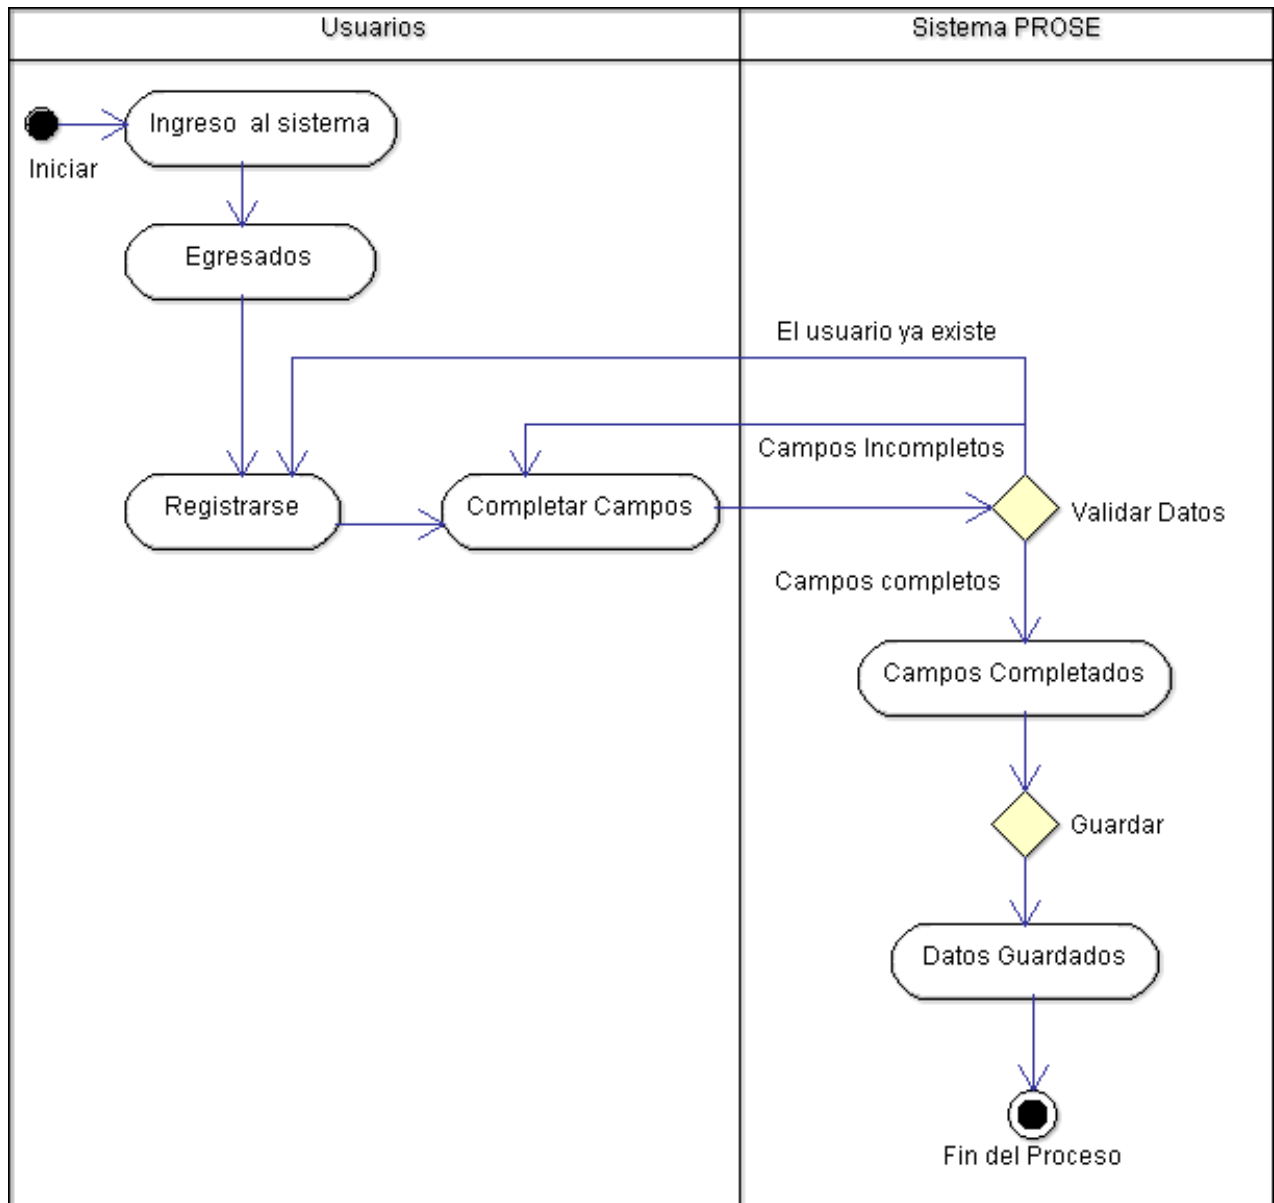 Usuarios
Sistema PROSE
Ingreso al sistema
Iniciar
Egresados
El usuario ya existe
Campos Incompletos
Registrarse
Completar Campos
Validar Datos
Campos completos
Campos Completados
Guardar
Datos Guardados
Fin del Proceso